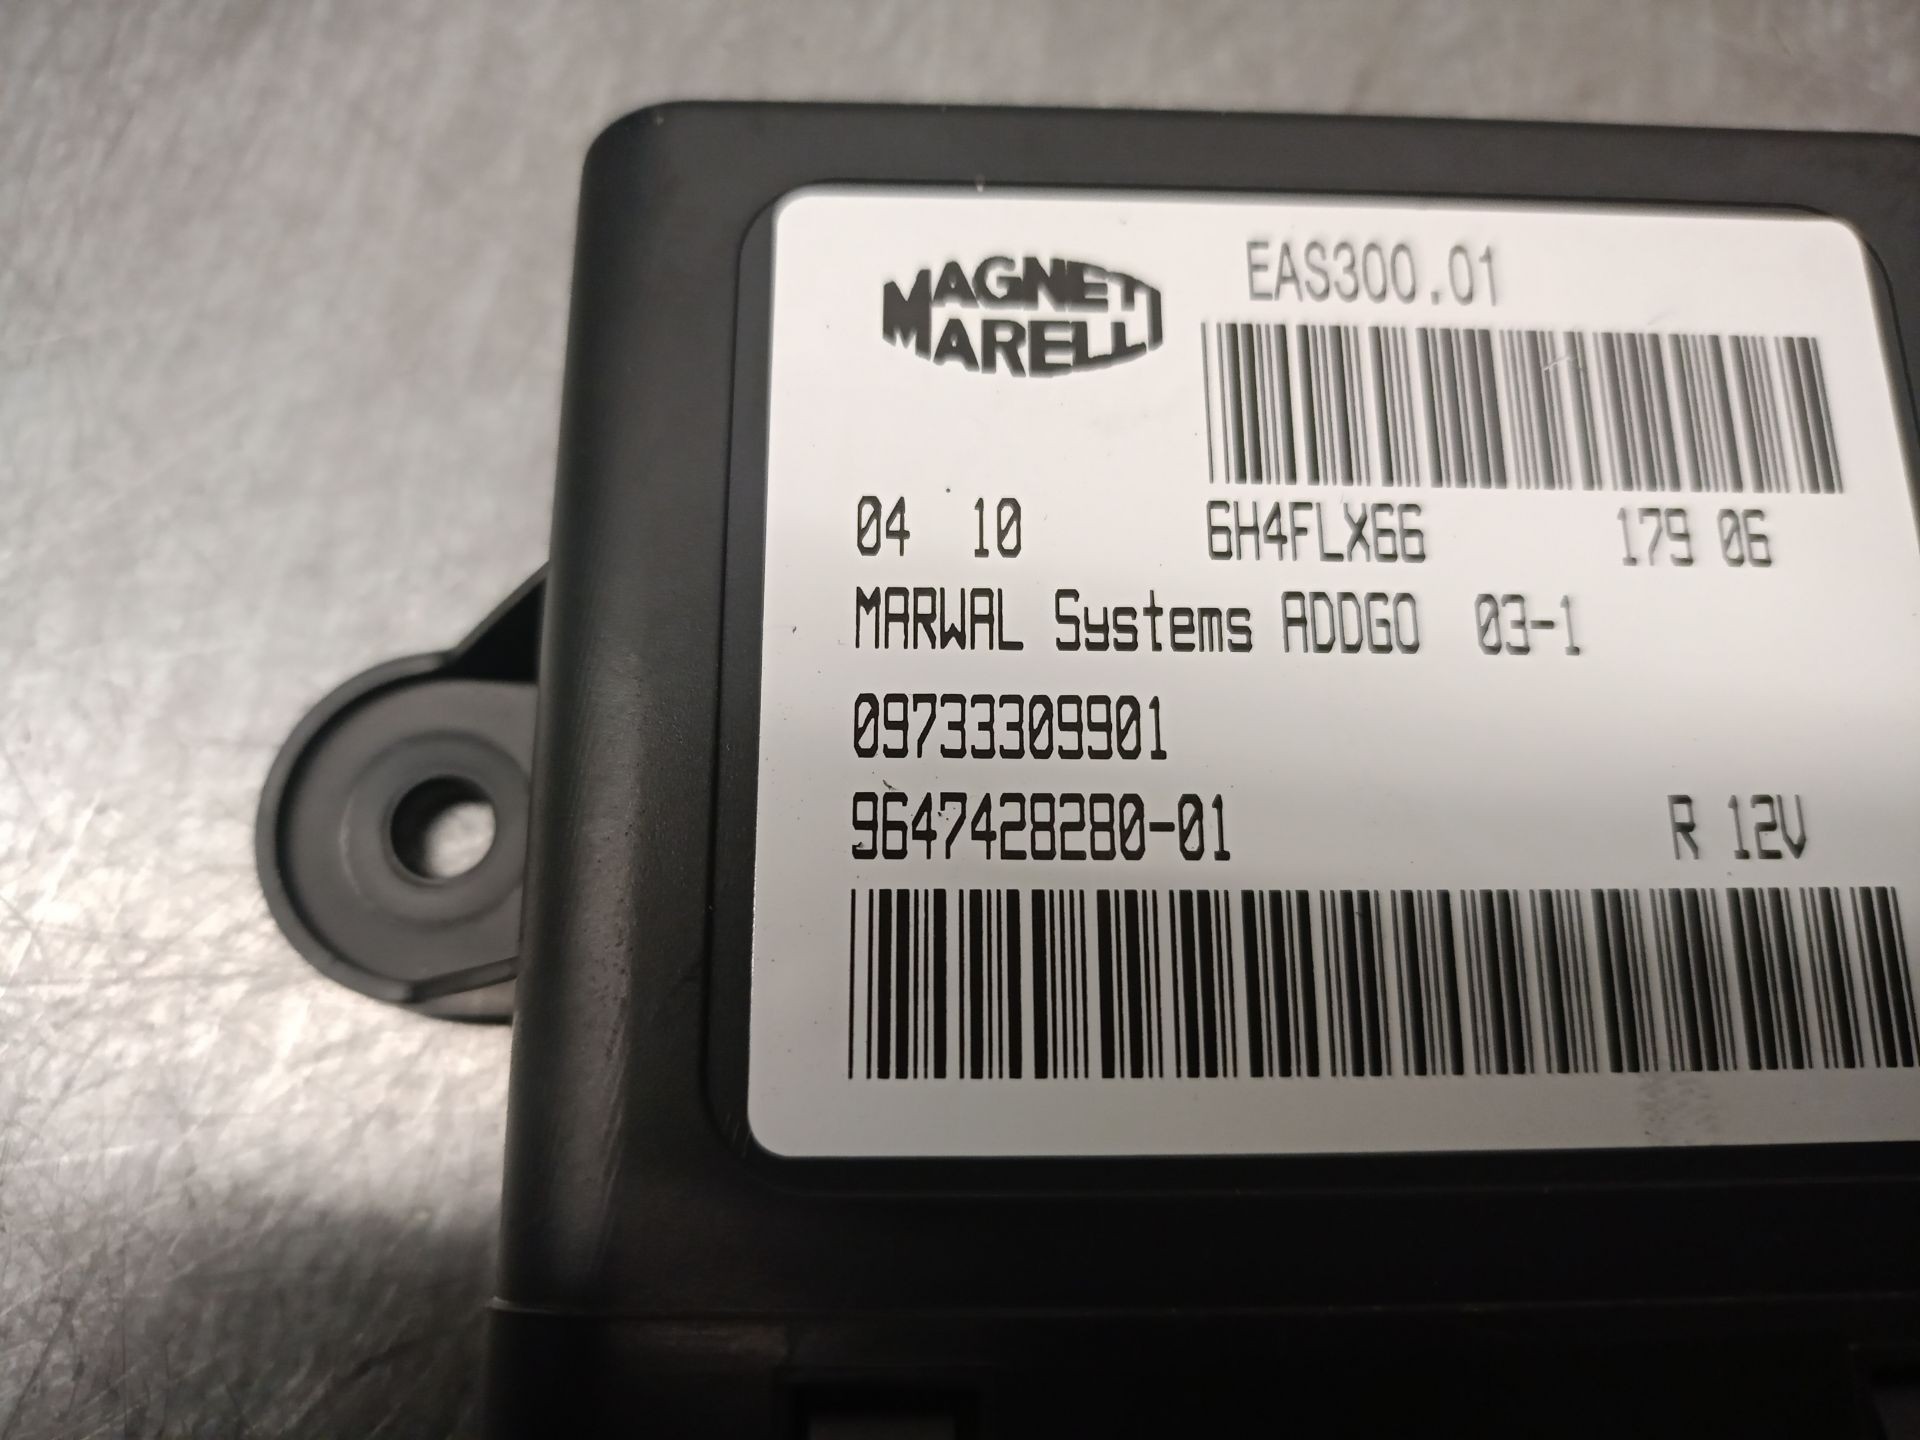 MAGNETI
MARELLI
EAS300.01
04 10 6H4FLX66 179 06
MARWAL Systems ADDGO 03-1
09733309901
9647428280-01 R 12V